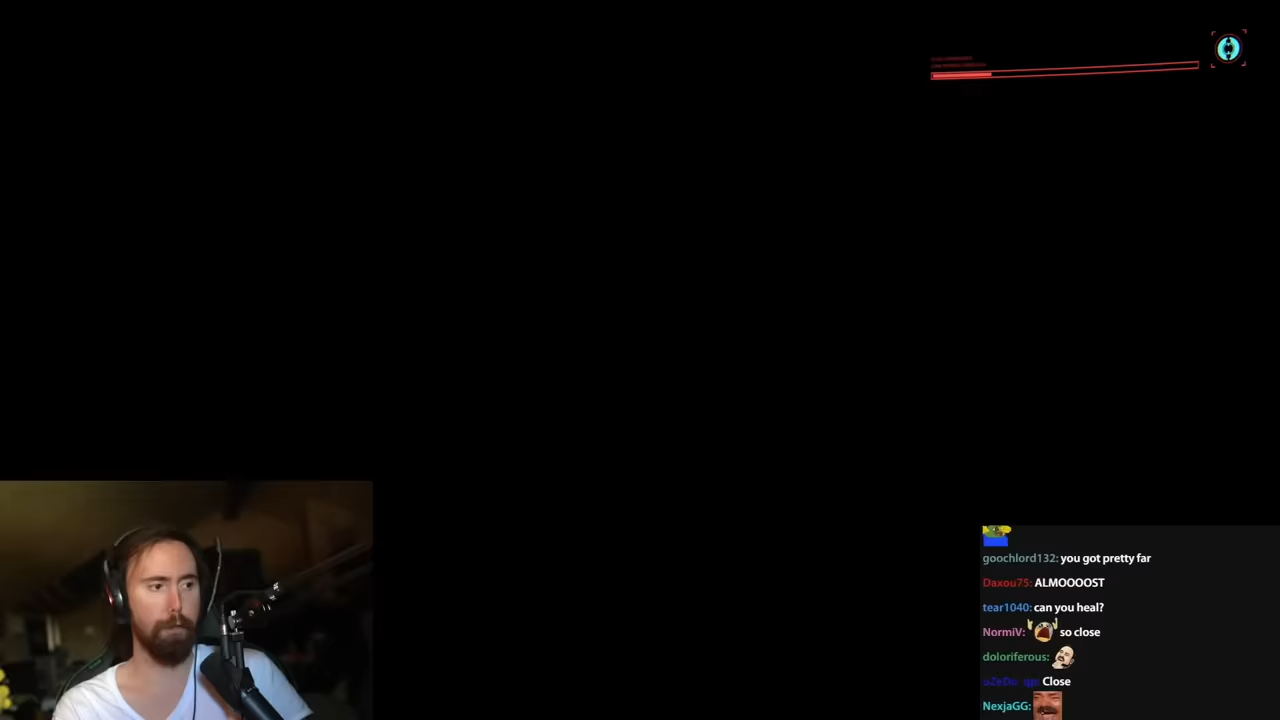 goochlord132: you got pretty far
Daxou75: ALMOOOOST
tear1040: can you heal?
NormiV: so close
doloriferous:
Close
NexjaGG: